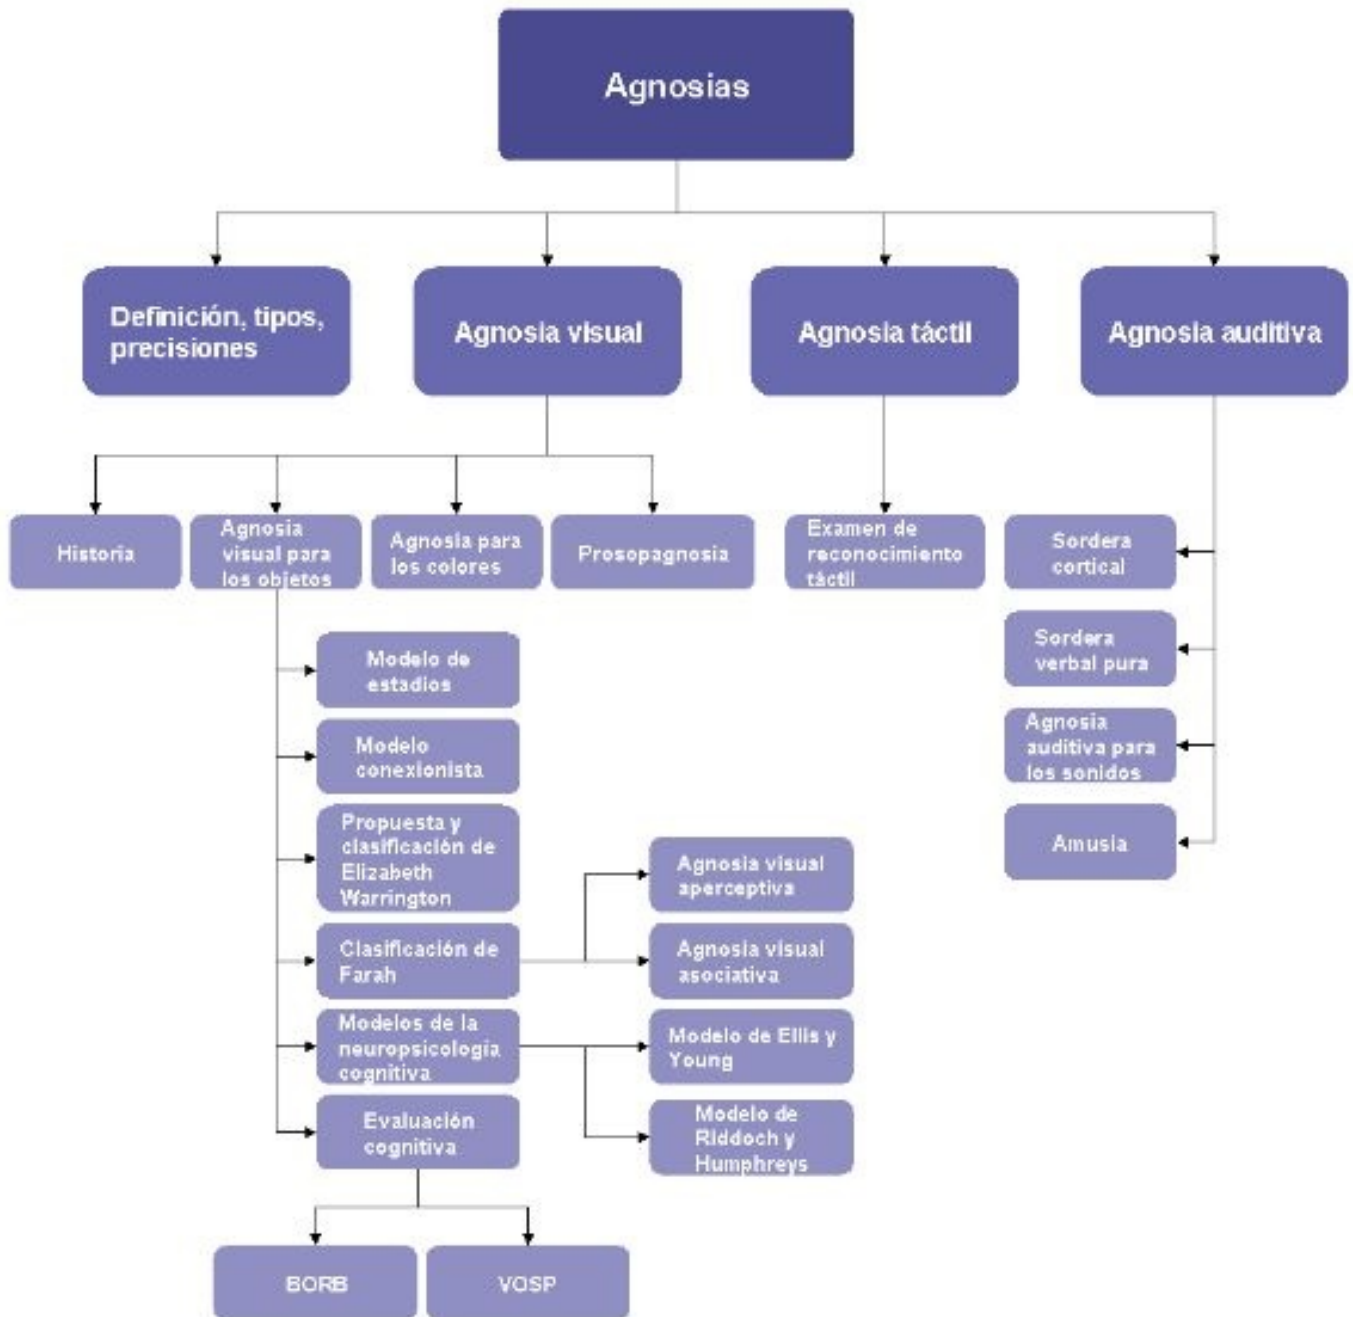 Agnosias
Definición, tipos,
precisiones
Agnosia visual
Agnosia táctil
Agnosia auditiva
Historia
Agnosia
visual para
los objetos
Agnosia para
los colores
Prosopagnosia
Examen de
reconocimiento
táctil
Sordera
cortical
Sordera
verbal pura
Agnosia
auditiva para
los sonidos
Amusia
Modelo de
estadios
Modelo
conexionista
Propuesta y
clasificación de
Elizabeth
Warrington
Clasificación de
Farah
Agnosia visual
aperceptiva
Agnosia visual
asociativa
Modelos de la
neuropsicología
cognitiva
Modelo de Ellis y
Young
Modelo de
Riddoch y
Humphreys
Evaluación
cognitiva
BORB
VOSP